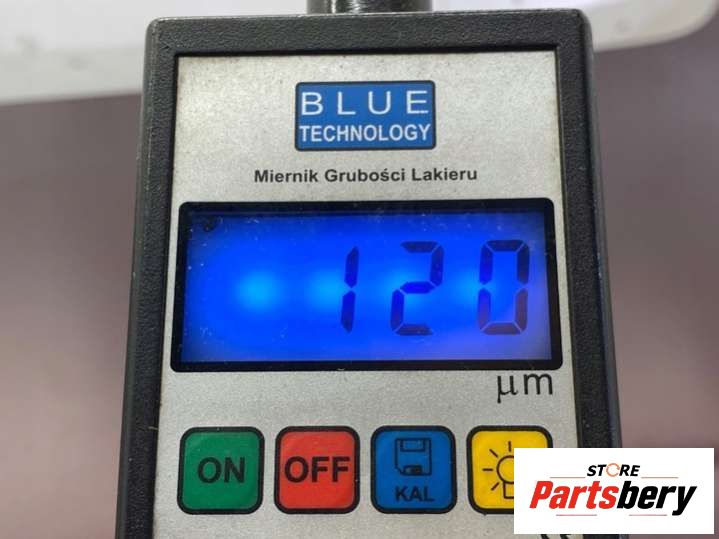 BLUE
TECHNOLOGY
Miernik Grubości Lakieru
120
µm
ON
OFF
KAL
STORE
Partsbery